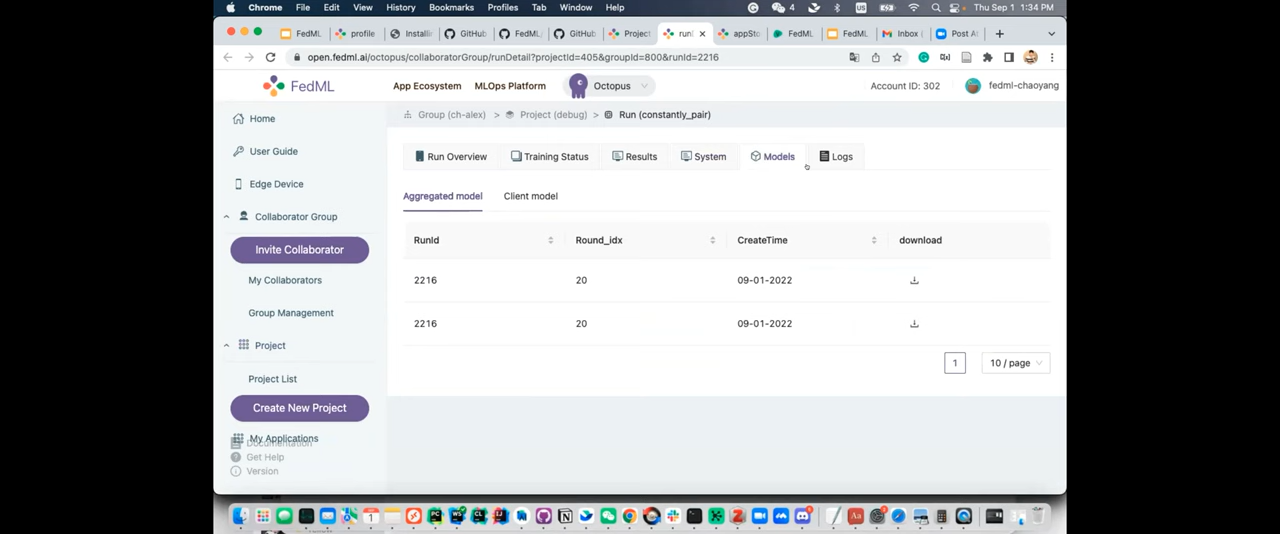 Chrome File Edit View History Bookmarks Profiles Tab Window Help 4 US Thu Sep 1 1:34 PM
FedML profile Installi GitHub FedML/ GitHub Project runD appSto FedML FedML Inbox ( Post At
open.fedml.ai/octopus/collaboratorGroup/runDetail?projectId=405&groupId=800&runId=2216
FedML App Ecosystem MLOps Platform Octopus Account ID: 302 fedml-chaoyang
Home
User Guide
Edge Device
Collaborator Group
Invite Collaborator
My Collaborators
Group Management
Project
Project List
Create New Project
My Applications
Documentation
Get Help
Version
Group (ch-alex) > Project (debug) > Run (constantly_pair)
Run Overview Training Status Results System Models Logs
Aggregated model Client model
RunId Round_idx CreateTime download
2216 20 09-01-2022
2216 20 09-01-2022
1 10 / page